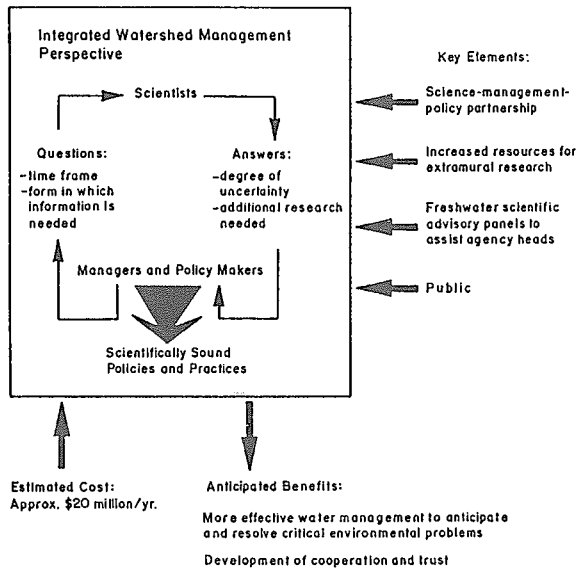 Integrated Watershed Management
Perspective
Scientists
Questions:
-time frame
-form in which
information is
needed
Answers:
-degree of
uncertainty
-additional research
needed
Managers and Policy Makers
Scientifically Sound
Policies and Practices
Key Elements:
Science-management-
policy partnership
Increased resources for
extramural research
Freshwater scientific
advisory panels to
assist agency heads
Public
Estimated Cost:
Approx. $20 million/yr.
Anticipated Benefits:
More effective water management to anticipate
and resolve critical environmental problems
Development of cooperation and trust